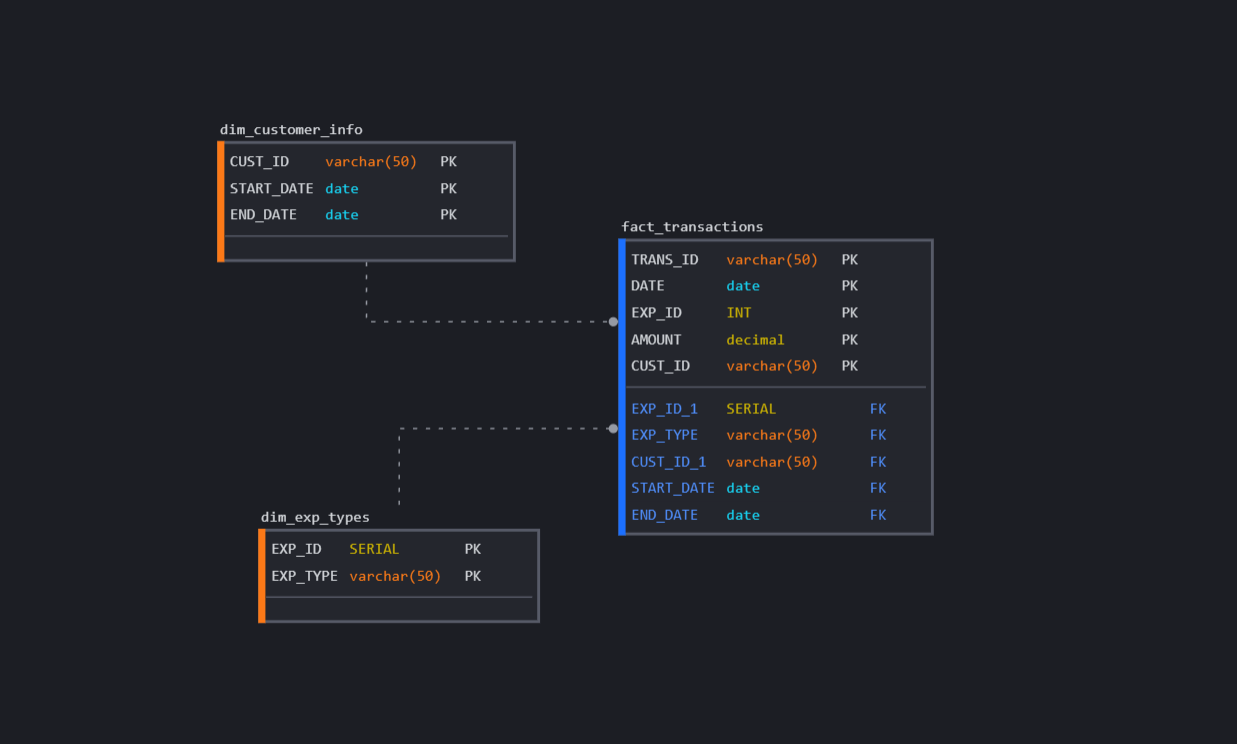 dim_customer_info
CUST_ID varchar(50) PK
START_DATE date PK
END_DATE date PK
fact_transactions
TRANS_ID varchar(50) PK
DATE date PK
EXP_ID INT PK
AMOUNT decimal PK
CUST_ID varchar(50) PK
EXP_ID_1 SERIAL FK
EXP_TYPE varchar(50) FK
CUST_ID_1 varchar(50) FK
START_DATE date FK
END_DATE date FK
dim_exp_types
EXP_ID SERIAL PK
EXP_TYPE varchar(50) PK